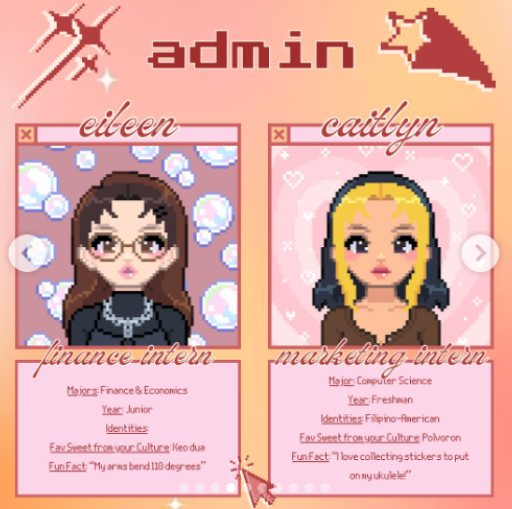 admin
eileen
caitlyn
finance intern
marketing intern
Majors: Finance & Economics
Year: Junior
Identities:
Fav Sweet from your Culture: Keo dua
Fun Fact: "My arms bend 110 degrees"
Major: Computer Science
Year: Freshman
Identities: Filipino-American
Fav Sweet from your Culture: Polvoron
Fun Fact: "I love collecting stickers to put
on my ukulele!"